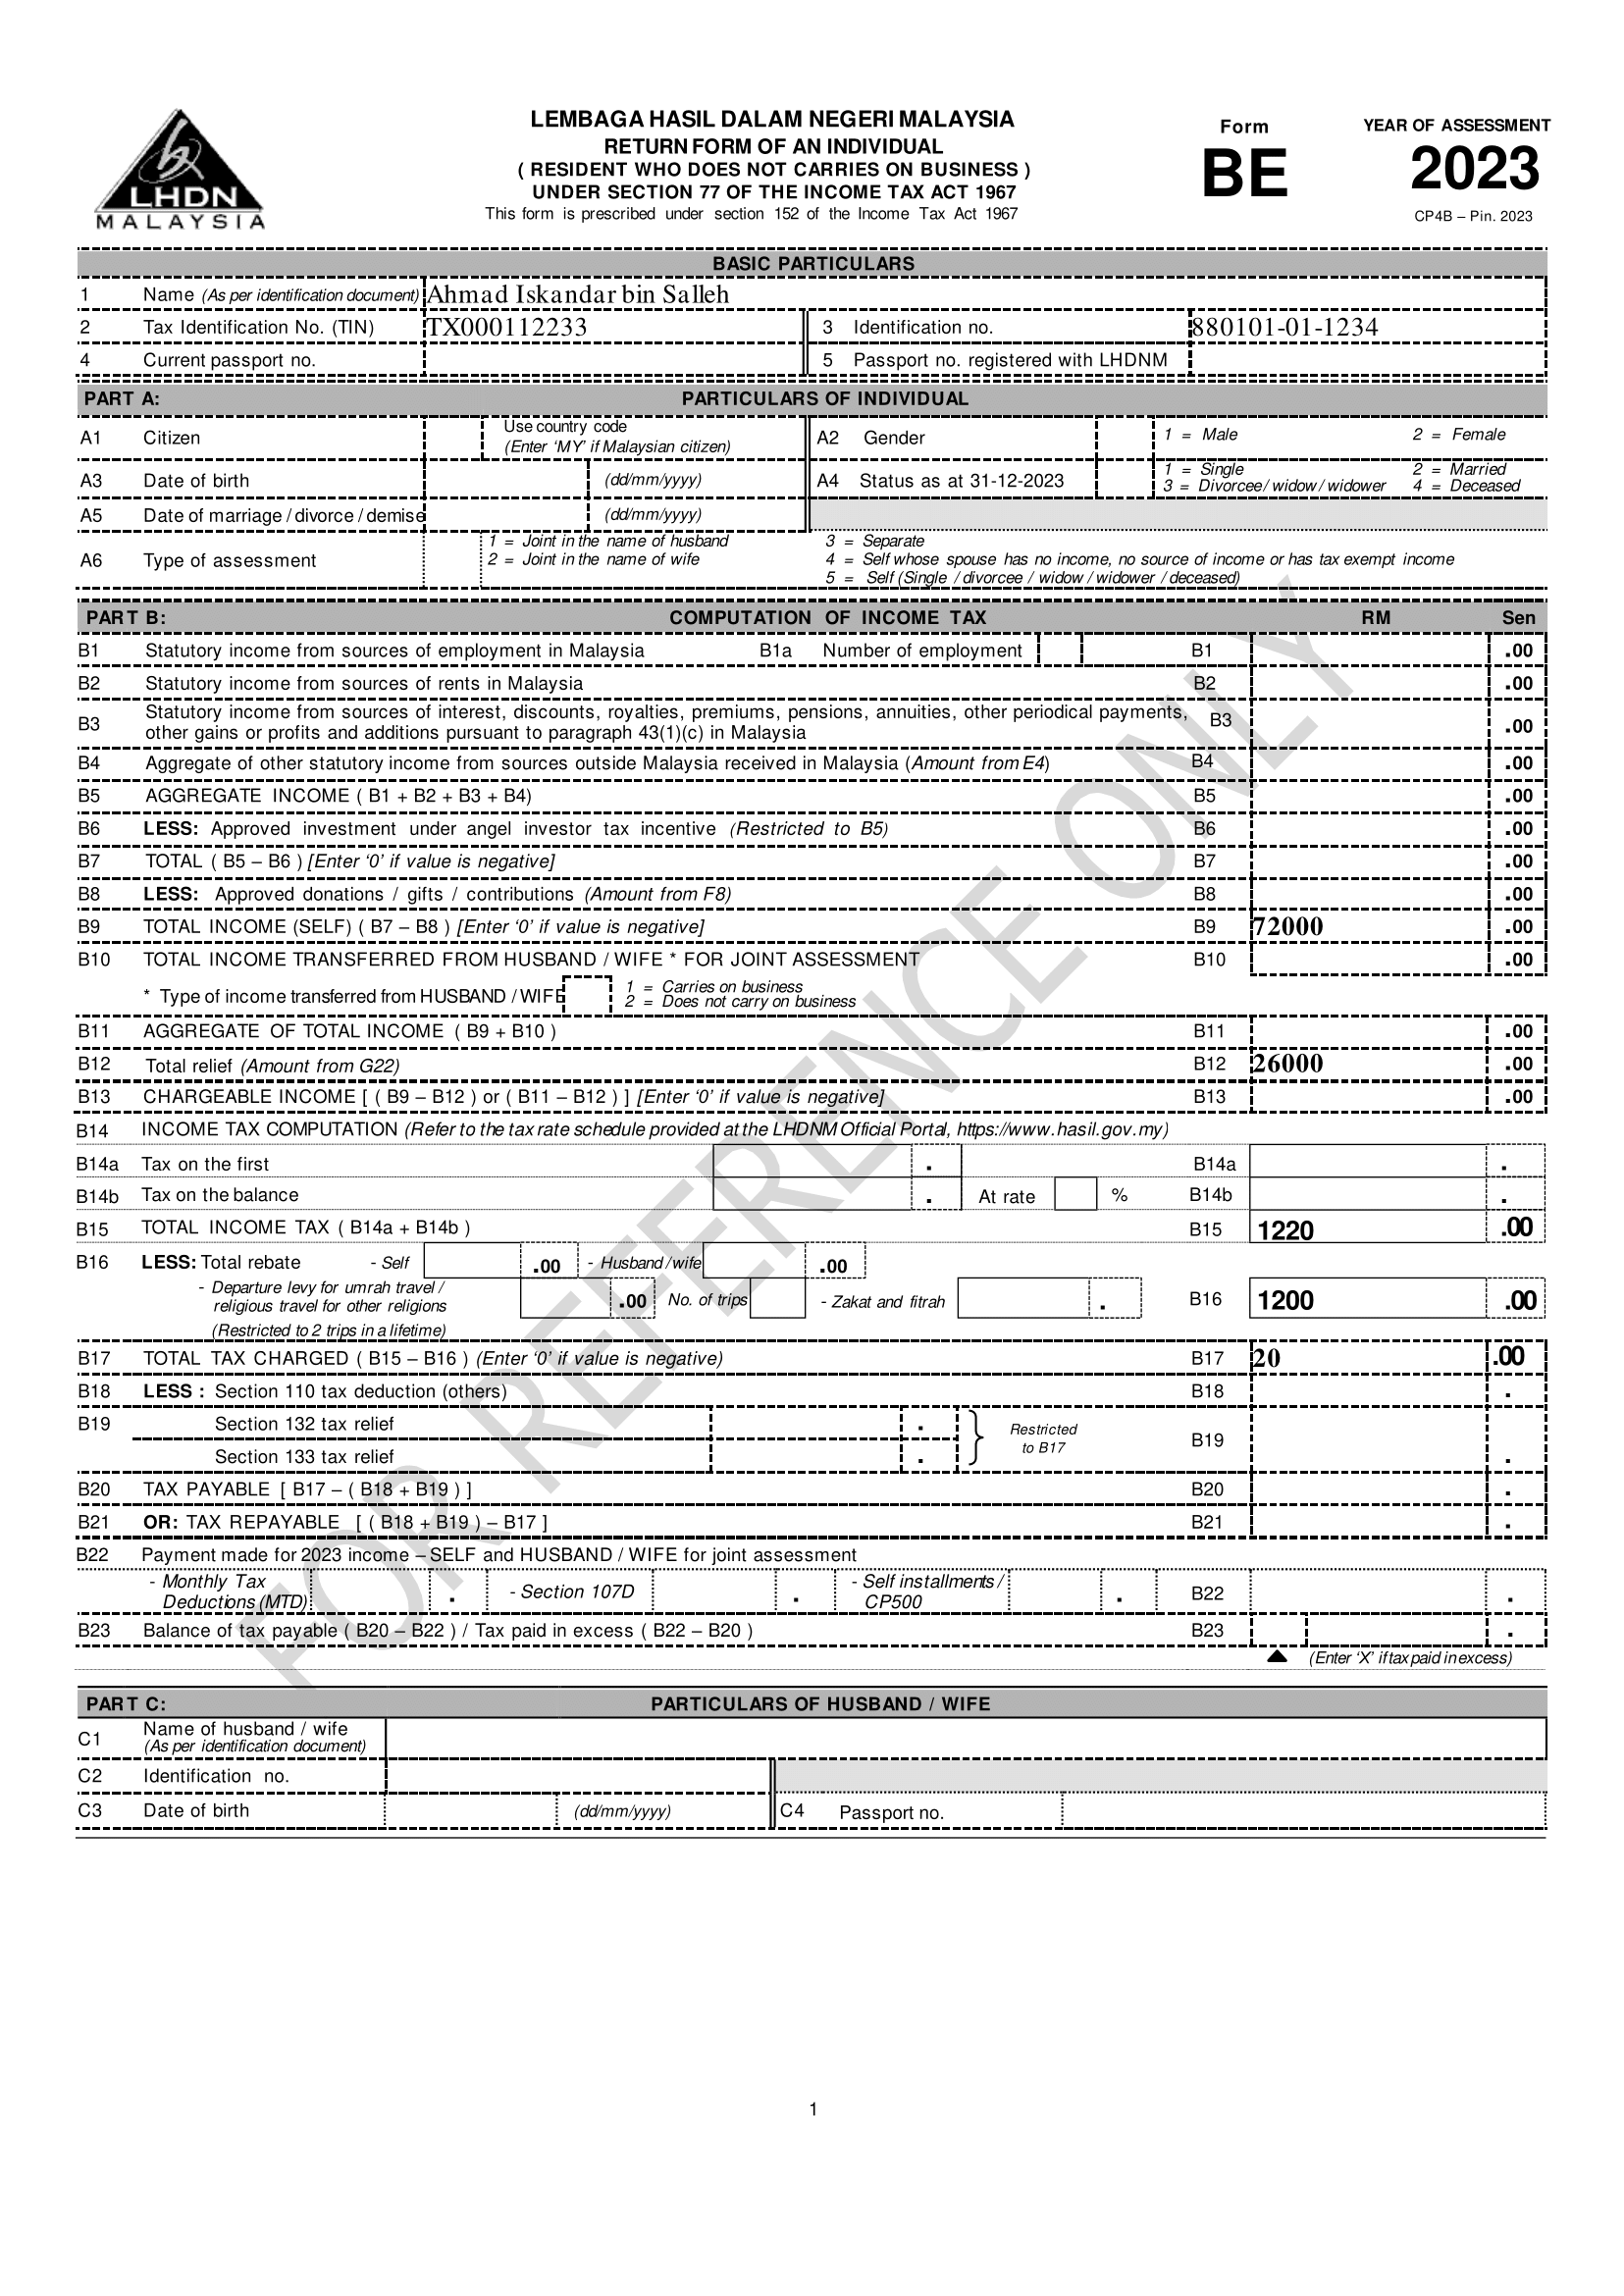 LHDN
MALAYSIA
LEMBAGA HASIL DALAM NEGERI MALAYSIA
RETURN FORM OF AN INDIVIDUAL
( RESIDENT WHO DOES NOT CARRIES ON BUSINESS )
UNDER SECTION 77 OF THE INCOME TAX ACT 1967
This form is prescribed under section 152 of the Income Tax Act 1967
Form
BE
YEAR OF ASSESSMENT
2023
CP4B – Pin. 2023
BASIC PARTICULARS
1 Name (As per identification document) Ahmad Iskandar bin Salleh
2 Tax Identification No. (TIN) TX000112233 3 Identification no. 880101-01-1234
4 Current passport no. 5 Passport no. registered with LHDNM
PART A: PARTICULARS OF INDIVIDUAL
A1 Citizen Use country code (Enter ‘MY’ if Malaysian citizen) A2 Gender 1 = Male 2 = Female
A3 Date of birth (dd/mm/yyyy) A4 Status as at 31-12-2023 1 = Single 2 = Married
3 = Divorcee / widow / widower 4 = Deceased
A5 Date of marriage / divorce / demise (dd/mm/yyyy)
A6 Type of assessment 1 = Joint in the name of husband 3 = Separate
2 = Joint in the name of wife 4 = Self whose spouse has no income, no source of income or has tax exempt income
5 = Self (Single / divorcee / widow / widower / deceased)
PART B: COMPUTATION OF INCOME TAX RM Sen
B1 Statutory income from sources of employment in Malaysia B1a Number of employment B1 .00
B2 Statutory income from sources of rents in Malaysia B2 .00
B3 Statutory income from sources of interest, discounts, royalties, premiums, pensions, annuities, other periodical payments,
other gains or profits and additions pursuant to paragraph 43(1)(c) in Malaysia B3 .00
B4 Aggregate of other statutory income from sources outside Malaysia received in Malaysia (Amount from E4) B4 .00
B5 AGGREGATE INCOME ( B1 + B2 + B3 + B4) B5 .00
B6 LESS: Approved investment under angel investor tax incentive (Restricted to B5) B6 .00
B7 TOTAL ( B5 – B6 ) [Enter ‘0’ if value is negative] B7 .00
B8 LESS: Approved donations / gifts / contributions (Amount from F8) B8 .00
B9 TOTAL INCOME (SELF) ( B7 – B8 ) [Enter ‘0’ if value is negative] B9 72000 .00
B10 TOTAL INCOME TRANSFERRED FROM HUSBAND / WIFE * FOR JOINT ASSESSMENT B10 .00
* Type of income transferred from HUSBAND / WIFE 1 = Carries on business
2 = Does not carry on business
B11 AGGREGATE OF TOTAL INCOME ( B9 + B10 ) B11 .00
B12 Total relief (Amount from G22) B12 26000 .00
B13 CHARGEABLE INCOME [ ( B9 – B12 ) or ( B11 – B12 ) ] [Enter ‘0’ if value is negative] B13 .00
B14 INCOME TAX COMPUTATION (Refer to the tax rate schedule provided at the LHDNM Official Portal, https://www.hasil.gov.my)
B14a Tax on the first . B14a .
B14b Tax on the balance . At rate % B14b .
B15 TOTAL INCOME TAX ( B14a + B14b ) B15 1220 .00
B16 LESS: Total rebate - Self .00 - Husband / wife .00
- Departure levy for umrah travel /
religious travel for other religions .00 No. of trips - Zakat and fitrah . B16 1200 .00
(Restricted to 2 trips in a lifetime)
B17 TOTAL TAX CHARGED ( B15 – B16 ) (Enter ‘0’ if value is negative) B17 20 .00
B18 LESS : Section 110 tax deduction (others) B18 .
B19 Section 132 tax relief . Restricted
to B17 B19 .
Section 133 tax relief .
B20 TAX PAYABLE [ B17 – ( B18 + B19 ) ] B20 .
B21 OR: TAX REPAYABLE [ ( B18 + B19 ) – B17 ] B21 .
B22 Payment made for 2023 income – SELF and HUSBAND / WIFE for joint assessment
- Monthly Tax
Deductions (MTD) . - Section 107D . - Self installments /
CP500 . B22 .
B23 Balance of tax payable ( B20 – B22 ) / Tax paid in excess ( B22 – B20 ) B23 .
(Enter ‘X’ if tax paid in excess)
PART C: PARTICULARS OF HUSBAND / WIFE
C1 Name of husband / wife
(As per identification document)
C2 Identification no.
C3 Date of birth (dd/mm/yyyy) C4 Passport no.
FOR REFERENCE ONLY
1